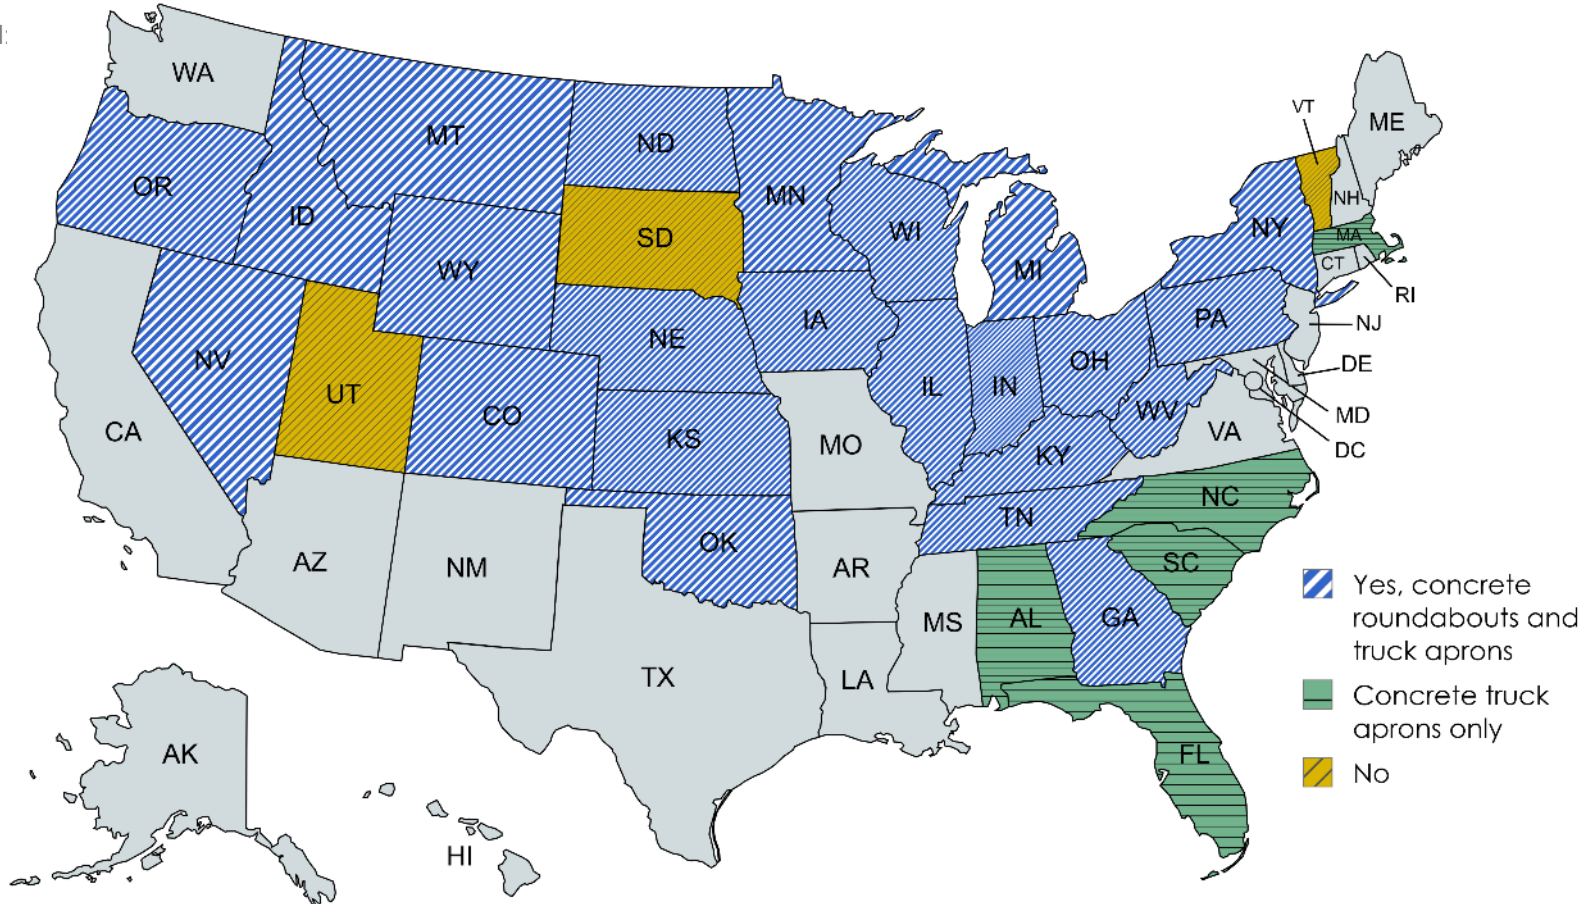 WA
VT
ME
MT
ND
OR
MN
ID
NH
WI
NY
SD
MA
CT
WY
MI
RI
IA
PA
NJ
NE
NV
OH
DE
UT
IL
IN
CO
WV
MD
CA
KS
MO
VA
DC
KY
NC
TN
OK
AZ
NM
AR
SC
Yes, concrete
roundabouts and
truck aprons
MS
AL
GA
TX
LA
Concrete truck
aprons only
AK
FL
No
HI